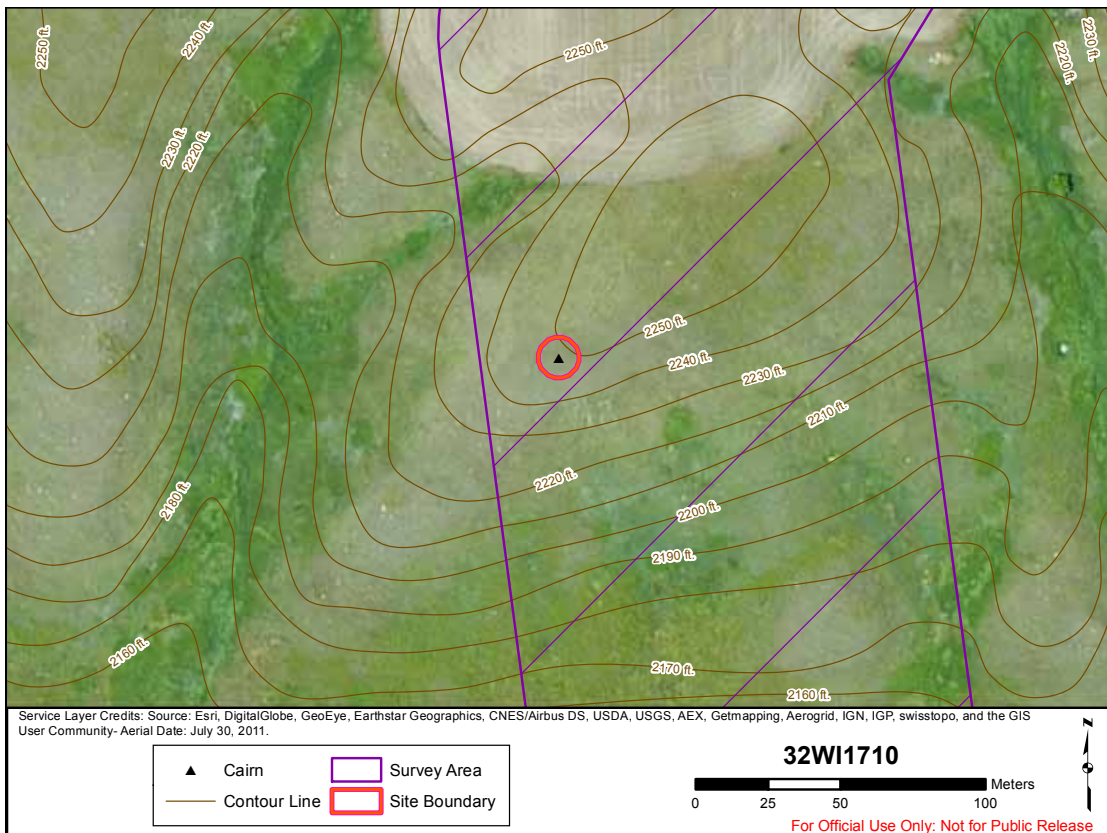 2250 ft.
2240 ft.
2250 ft.
2230 ft.
2220 ft.
2230 ft.
2220 ft.
2250 ft.
2240 ft.
2230 ft.
2210 ft.
2220 ft.
2180 ft.
2200 ft.
2190 ft.
2160 ft.
2170 ft.
2160 ft.
Service Layer Credits: Source: Esri, DigitalGlobe, GeoEye, Earthstar Geographics, CNES/Airbus DS, USDA, USGS, AEX, Getmapping, Aerogrid, IGN, IGP, swisstopo, and the GIS
User Community- Aerial Date: July 30, 2011.
Cairn
Survey Area
Contour Line
Site Boundary
32WI1710
Meters
0 25 50 100
N
For Official Use Only: Not for Public Release